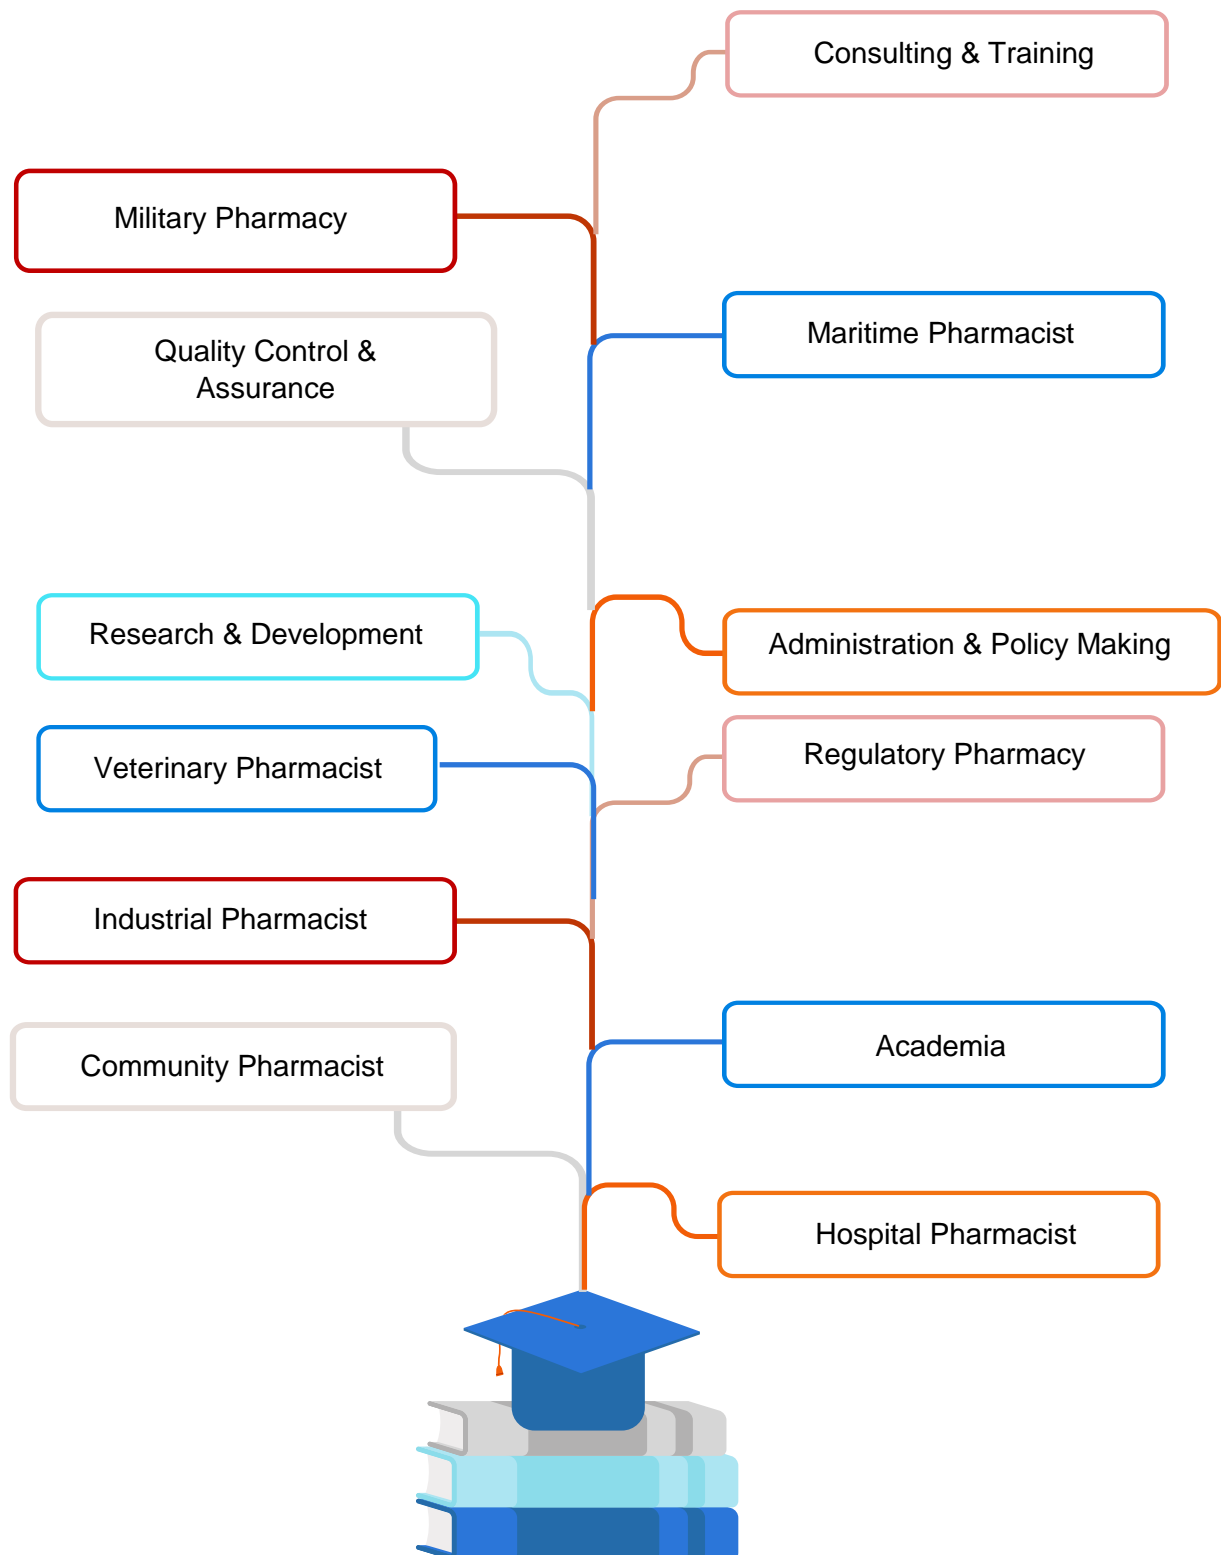 Consulting & Training
Military Pharmacy
Maritime Pharmacist
Quality Control &
Assurance
Research & Development
Administration & Policy Making
Regulatory Pharmacy
Veterinary Pharmacist
Industrial Pharmacist
Academia
Community Pharmacist
Hospital Pharmacist